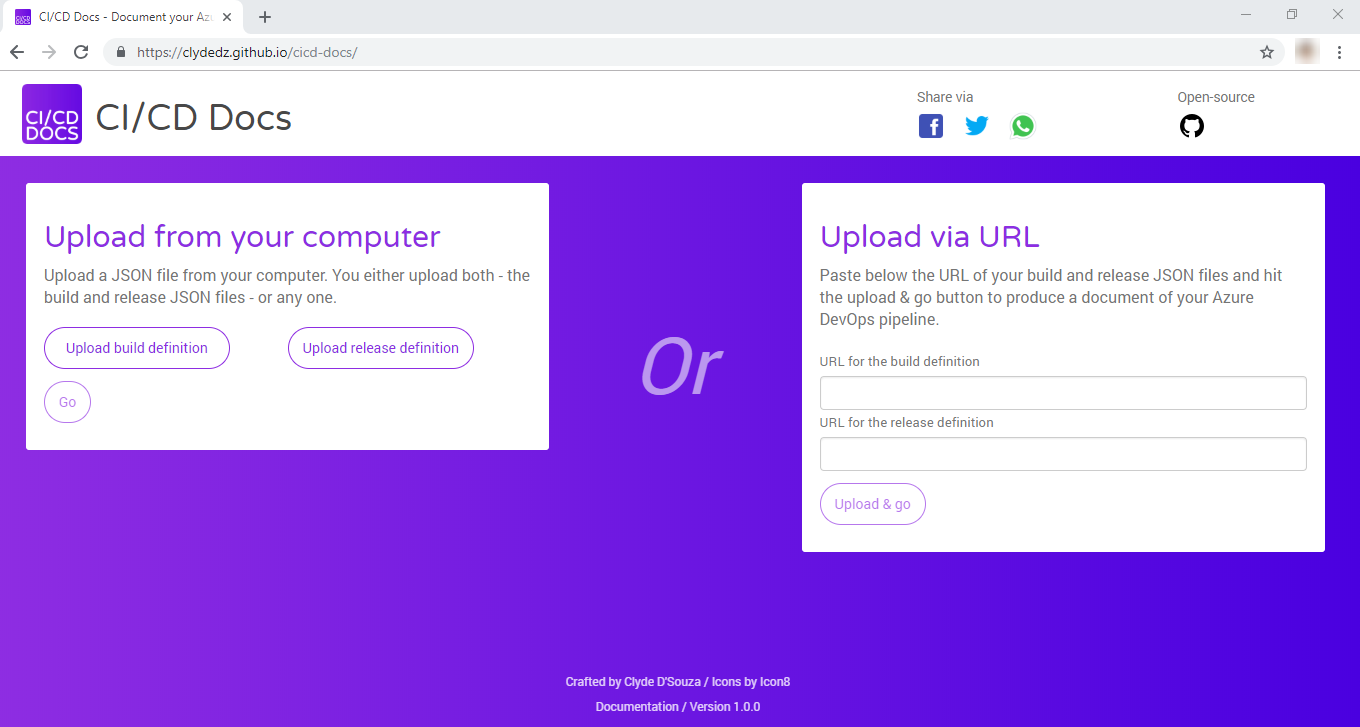 CI/CD Docs - Document your Az
https://clydedz.github.io/cicd-docs/
CI/CD
DOCS
CI/CD Docs
Share via
Open-source
Upload from your computer
Upload a JSON file from your computer. You either upload both - the
build and release JSON files - or any one.
Upload build definition
Upload release definition
Go
Or
Upload via URL
Paste below the URL of your build and release JSON files and hit
the upload & go button to produce a document of your Azure
DevOps pipeline.
URL for the build definition
URL for the release definition
Upload & go
Crafted by Clyde D'Souza / Icons by Icon8
Documentation / Version 1.0.0